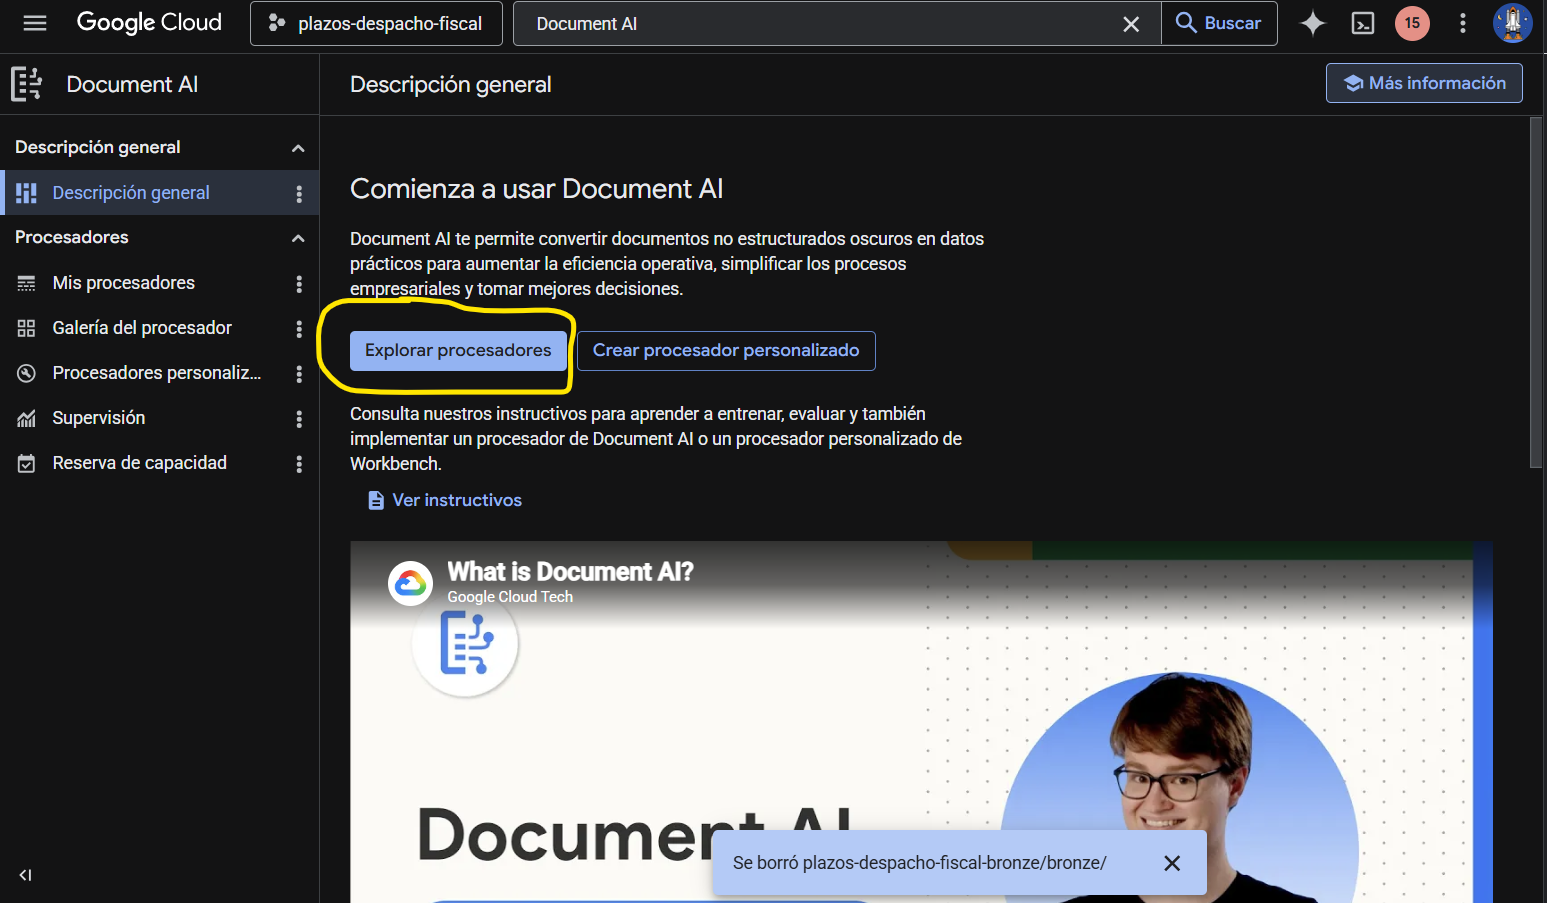 Google Cloud
plazos-despacho-fiscal
Document AI
Buscar
15
Document AI
Descripción general
Más información
Descripción general
Descripción general
Procesadores
Mis procesadores
Galería del procesador
Procesadores personaliz...
Supervisión
Reserva de capacidad
Comienza a usar Document AI
Document AI te permite convertir documentos no estructurados oscuros en datos
prácticos para aumentar la eficiencia operativa, simplificar los procesos
empresariales y tomar mejores decisiones.
Explorar procesadores
Crear procesador personalizado
Consulta nuestros instructivos para aprender a entrenar, evaluar y también
implementar un procesador de Document AI o un procesador personalizado de
Workbench.
Ver instructivos
What is Document AI?
Google Cloud Tech
Document AI
Se borró plazos-despacho-fiscal-bronze/bronze/